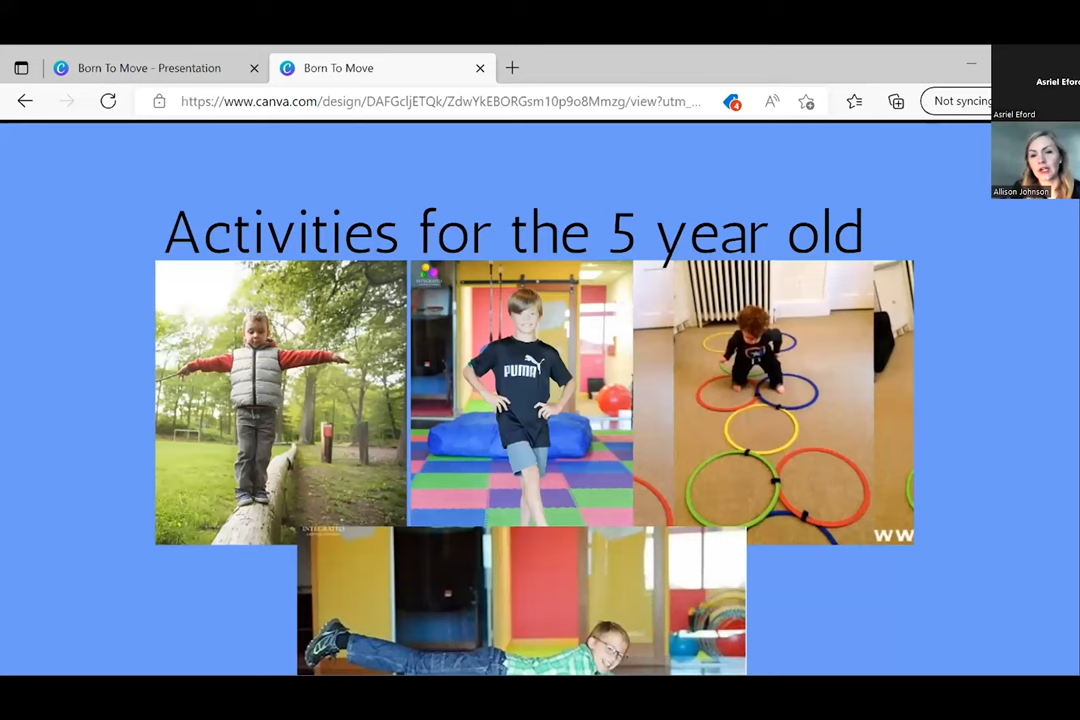 Born To Move - Presentation
Born To Move
https://www.canva.com/design/DAFGcljETQk/ZdwYkEBORGsm10p9o8Mmzg/view?utm_...
4
Not syncing
Asriel Eford
Asriel Eford
Allison Johnson
Activities for the 5 year old
PUMA
WW